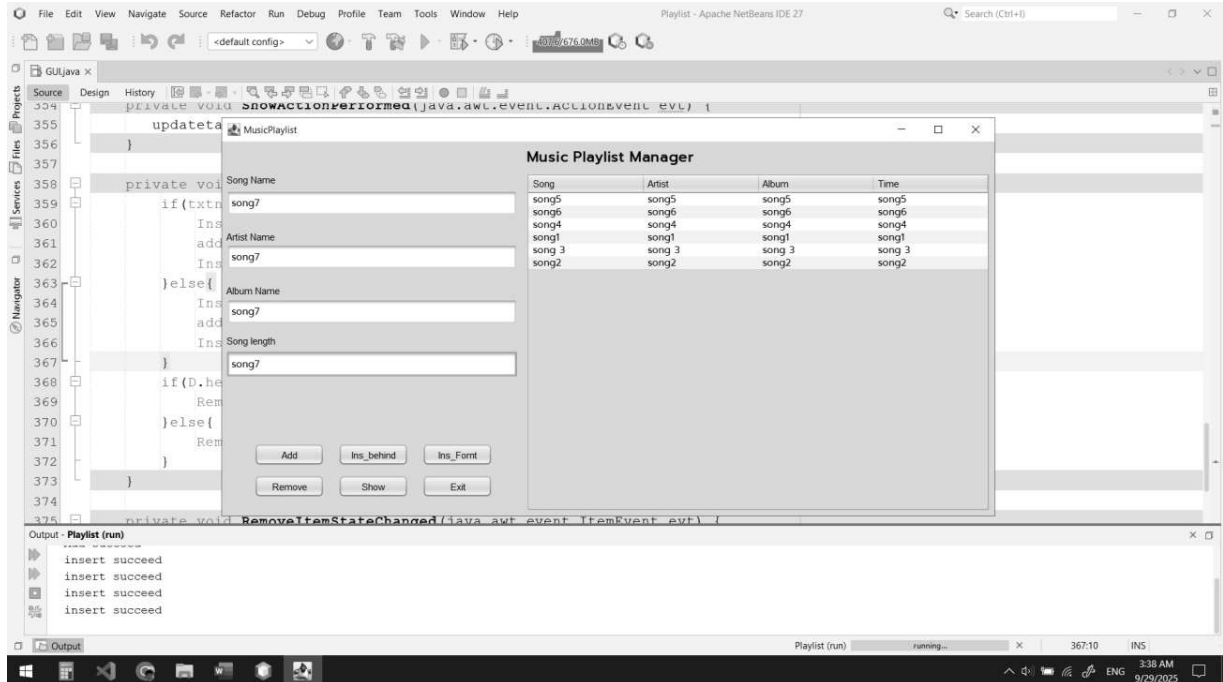 File Edit View Navigate Source Refactor Run Debug Profile Team Tools Window Help Playlist - Apache NetBeans IDE 27 Search (Ctrl+I)
<default config> /676.0MB
GUI.java ×
Source Design History
Projects
Files
Services
Navigator
354 private void ShowActionPerformed(java.awt.event.ActionEvent evt) {
355 updateta
356 }
357
358 private voi
359 if(txtn
360 Ins
361 add
362 Ins
363 }else{
364 Ins
365 add
366 Ins
367 }
368 if(D.he
369 Rem
370 }else{
371 Rem
372 }
373 }
374
375 private void RemoveItemStateChanged(java.awt.event.ItemEvent evt) {
MusicPlaylist
Music Playlist Manager
Song Name
song7
Artist Name
song7
Album Name
song7
Song length
song7
Add Ins_behind Ins_Fornt
Remove Show Exit
Song Artist Album Time
song5 song5 song5 song5
song6 song6 song6 song6
song4 song4 song4 song4
song1 song1 song1 song1
song 3 song 3 song 3 song 3
song2 song2 song2 song2
Output - Playlist (run)
insert succeed
insert succeed
insert succeed
insert succeed
Output Playlist (run) running... 367:10 INS
ENG 3:38 AM
9/29/2025